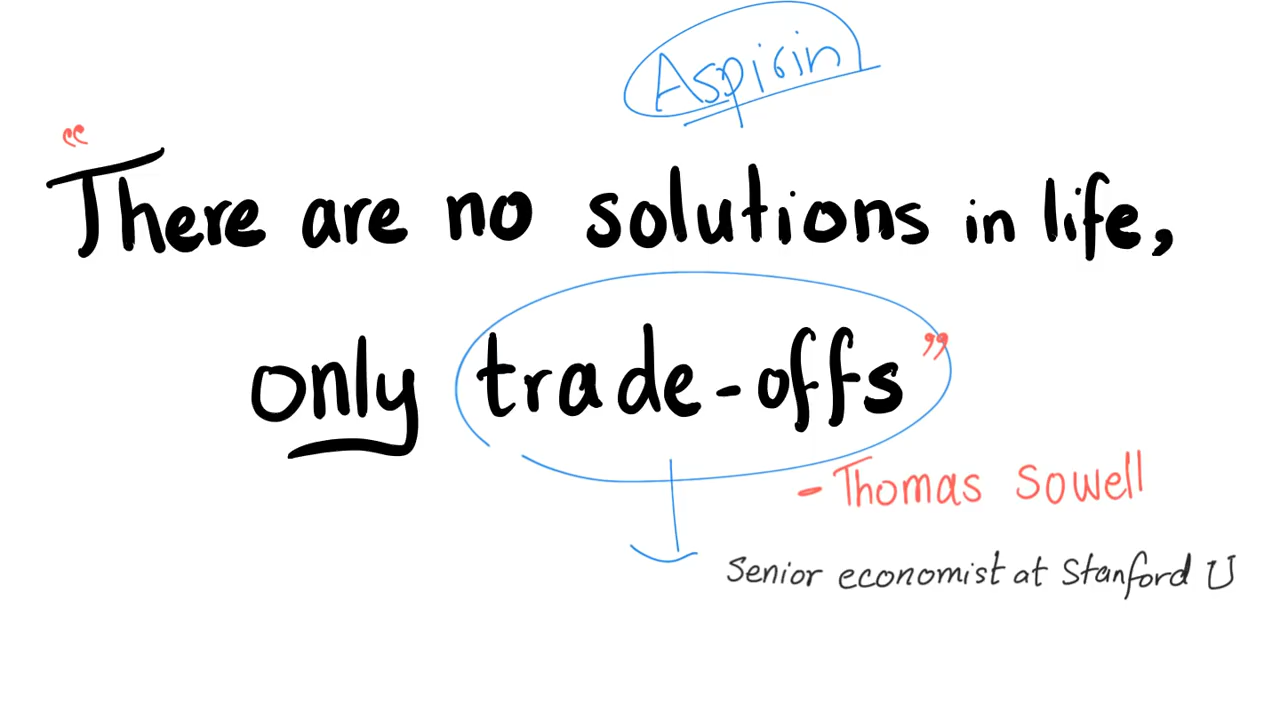 Aspirin
“There are no solutions in life,
only trade-offs”
- Thomas Sowell
Senior economist at Stanford U